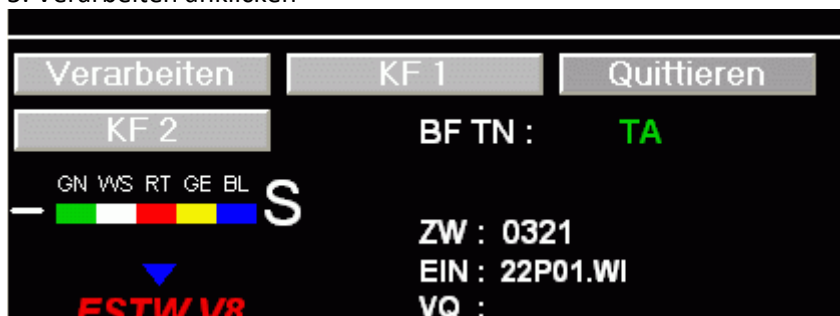 Verarbeiten KF 1 Quittieren
KF 2 BF TN : TA
GN WS RT GE BL
S
ZW : 0321
EIN : 22P01.WI
ESTW V8 VQ :